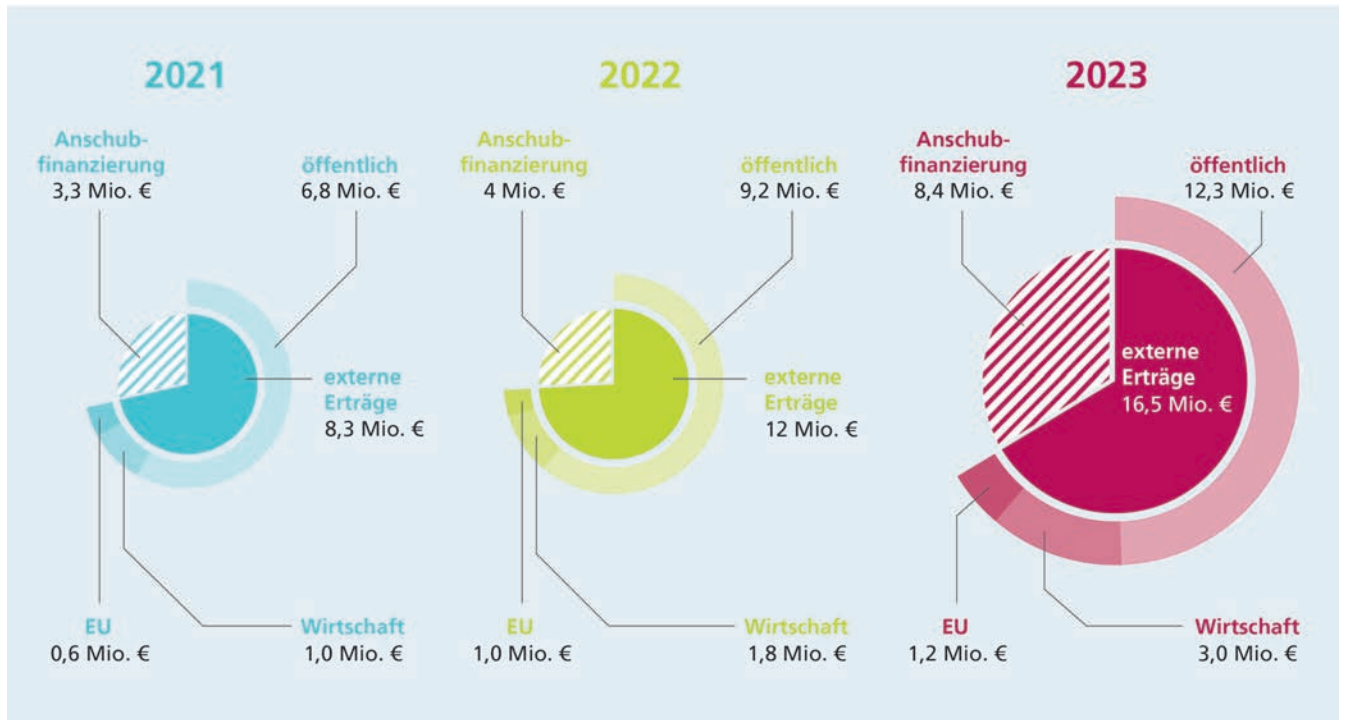 2021
Anschub-
finanzierung
3,3 Mio. €
öffentlich
6,8 Mio. €
externe
Erträge
8,3 Mio. €
EU
0,6 Mio. €
Wirtschaft
1,0 Mio. €
2022
Anschub-
finanzierung
4 Mio. €
öffentlich
9,2 Mio. €
externe
Erträge
12 Mio. €
EU
1,0 Mio. €
Wirtschaft
1,8 Mio. €
2023
Anschub-
finanzierung
8,4 Mio. €
öffentlich
12,3 Mio. €
externe
Erträge
16,5 Mio. €
EU
1,2 Mio. €
Wirtschaft
3,0 Mio. €